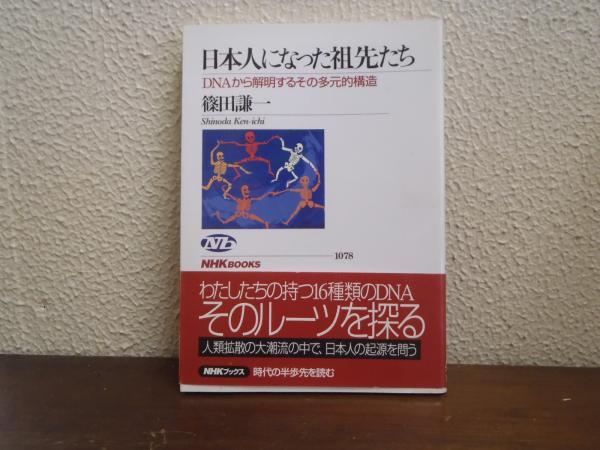 日本人になった祖先たち
DNAから解明するその多元的構造
篠田謙一
Shinoda Ken-ichi
Nb
NHK BOOKS
1078
わたしたちの持つ16種類のDNA
そのルーツを探る
人類拡散の大潮流の中で、日本人の起源を問う
NHKブックス 時代の半歩先を読む